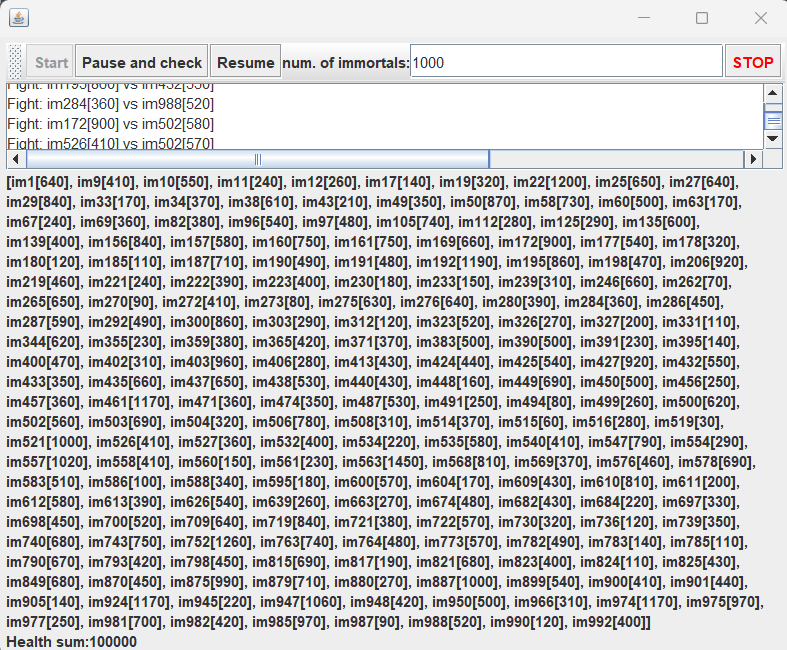 Start Pause and check Resume num. of immortals: 1000 STOP
Fight: im195[860] vs im432[550]
Fight: im284[360] vs im988[520]
Fight: im172[900] vs im502[580]
Fight: im526[410] vs im502[570]
[im1[640], im9[410], im10[550], im11[240], im12[260], im17[140], im19[320], im22[1200], im25[650], im27[640],
im29[840], im33[170], im34[370], im38[610], im43[210], im49[350], im50[870], im58[730], im60[500], im63[170],
im67[240], im69[360], im82[380], im96[540], im97[480], im105[740], im112[280], im125[290], im135[600],
im139[400], im156[840], im157[580], im160[750], im161[750], im169[660], im172[900], im177[540], im178[320],
im180[120], im185[110], im187[710], im190[490], im191[480], im192[1190], im195[860], im198[470], im206[920],
im219[460], im221[240], im222[390], im223[400], im230[180], im233[150], im239[310], im246[660], im262[70],
im265[650], im270[90], im272[410], im273[80], im275[630], im276[640], im280[390], im284[360], im286[450],
im287[590], im292[490], im300[860], im303[290], im312[120], im323[520], im326[270], im327[200], im331[110],
im344[620], im355[230], im359[380], im365[420], im371[370], im383[500], im390[500], im391[230], im395[140],
im400[470], im402[310], im403[960], im406[280], im413[430], im424[440], im425[540], im427[920], im432[550],
im433[350], im435[660], im437[650], im438[530], im440[430], im448[160], im449[690], im450[500], im456[250],
im457[360], im461[1170], im471[360], im474[350], im487[530], im491[250], im494[80], im499[260], im500[620],
im502[560], im503[690], im504[320], im506[780], im508[310], im514[370], im515[60], im516[280], im519[30],
im521[1000], im526[410], im527[360], im532[400], im534[220], im535[580], im540[410], im547[790], im554[290],
im557[1020], im558[410], im560[150], im561[230], im563[1450], im568[810], im569[370], im576[460], im578[690],
im583[510], im586[100], im588[340], im595[180], im600[570], im604[170], im609[430], im610[810], im611[200],
im612[580], im613[390], im626[540], im639[260], im663[270], im674[480], im682[430], im684[220], im697[330],
im698[450], im700[520], im709[640], im719[840], im721[380], im722[570], im730[320], im736[120], im739[350],
im740[680], im743[750], im752[1260], im763[740], im764[480], im773[570], im782[490], im783[140], im785[110],
im790[670], im793[420], im798[450], im815[690], im817[190], im821[680], im823[400], im824[110], im825[430],
im849[680], im870[450], im875[990], im879[710], im880[270], im887[1000], im899[540], im900[410], im901[440],
im905[140], im924[1170], im945[220], im947[1060], im948[420], im950[500], im966[310], im974[1170], im975[970],
im977[250], im981[700], im982[420], im985[970], im987[90], im988[520], im990[120], im992[400]]
Health sum:100000